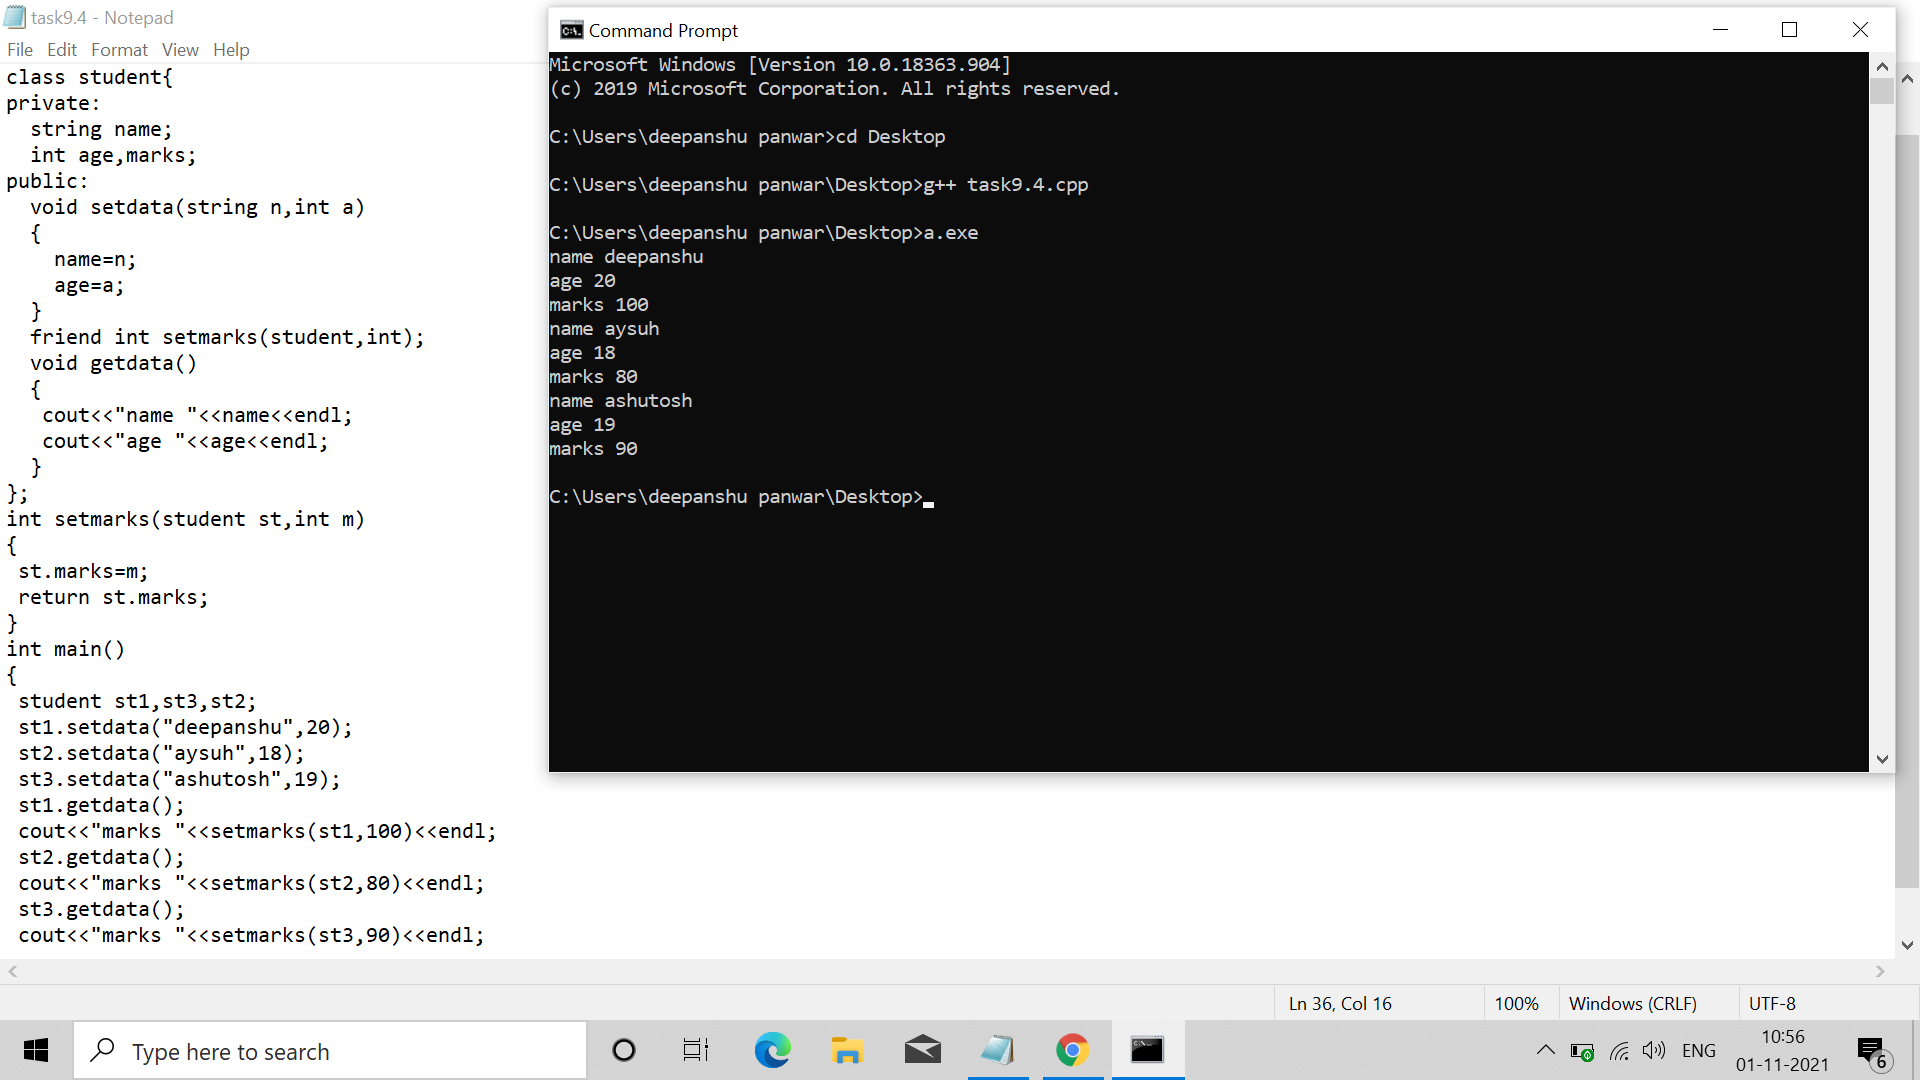 task9.4 - Notepad
File Edit Format View Help
class student{
private:
  string name;
  int age,marks;
public:
  void setdata(string n,int a)
  {
    name=n;
    age=a;
  }
  friend int setmarks(student,int);
  void getdata()
  {
   cout<<"name "<<name<<endl;
   cout<<"age "<<age<<endl;
  }
};
int setmarks(student st,int m)
{
 st.marks=m;
 return st.marks;
}
int main()
{
 student st1,st3,st2;
 st1.setdata("deepanshu",20);
 st2.setdata("aysuh",18);
 st3.setdata("ashutosh",19);
 st1.getdata();
 cout<<"marks "<<setmarks(st1,100)<<endl;
 st2.getdata();
 cout<<"marks "<<setmarks(st2,80)<<endl;
 st3.getdata();
 cout<<"marks "<<setmarks(st3,90)<<endl;
Command Prompt
Microsoft Windows [Version 10.0.18363.904]
(c) 2019 Microsoft Corporation. All rights reserved.
C:\Users\deepanshu panwar>cd Desktop
C:\Users\deepanshu panwar\Desktop>g++ task9.4.cpp
C:\Users\deepanshu panwar\Desktop>a.exe
name deepanshu
age 20
marks 100
name aysuh
age 18
marks 80
name ashutosh
age 19
marks 90
C:\Users\deepanshu panwar\Desktop>
Ln 36, Col 16 100% Windows (CRLF) UTF-8
Type here to search
ENG
10:56
01-11-2021
6